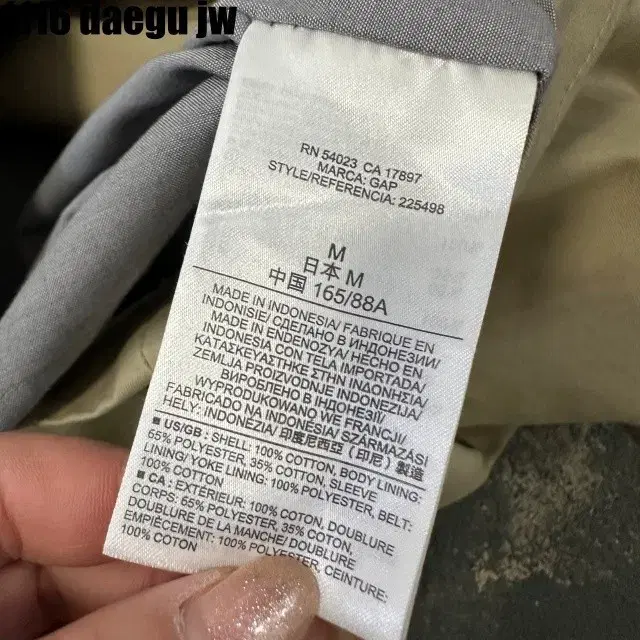 1116 daegu jw
RN 54023 CA 17897
MARCA: GAP
STYLE/REFERENCIA: 225498
M
日本 M
中国 165/88A
MADE IN INDONESIA/ FABRIQUE EN
INDONISIE/ СДЕЛАНО В ИНДОНЕЗИИ/
MADE IN ENDENOZYA/ HECHO EN
INDONESIA CON TELA IMPORTADA/
ΚΑΤΑΣΚΕΥΑΣΤΗΚΕ ΣΤΗΝ ΙΝΔΟΝΗΣΙΑ/
ZEMLJA PROIZVODNJE INDONEZIJA/
ВИРОБЛЕНО В ІНДОНЕЗІЇ/
WYPRODUKOWANO WE FRANCJI/
FABRICADO NA INDONÉSIA/ SZÁRMAZÁSI
HELY: INDONÉZIA/ 印度尼西亚 (印尼) 製造
■ US/GB : SHELL, 100% COTTON, BODY LINING:
65% POLYESTER, 35% COTTON, SLEEVE
LINING/ YOKE LINING: 100% POLYESTER, BELT:
100% COTTON
■ CA : EXTÉRIEUR: 100% COTON, DOUBLURE
CORPS: 65% POLYESTER, 35% COTON,
DOUBLURE DE LA MANCHE/ DOUBLURE
EMPIÈCEMENT: 100% POLYESTER, CEINTURE:
100% COTON